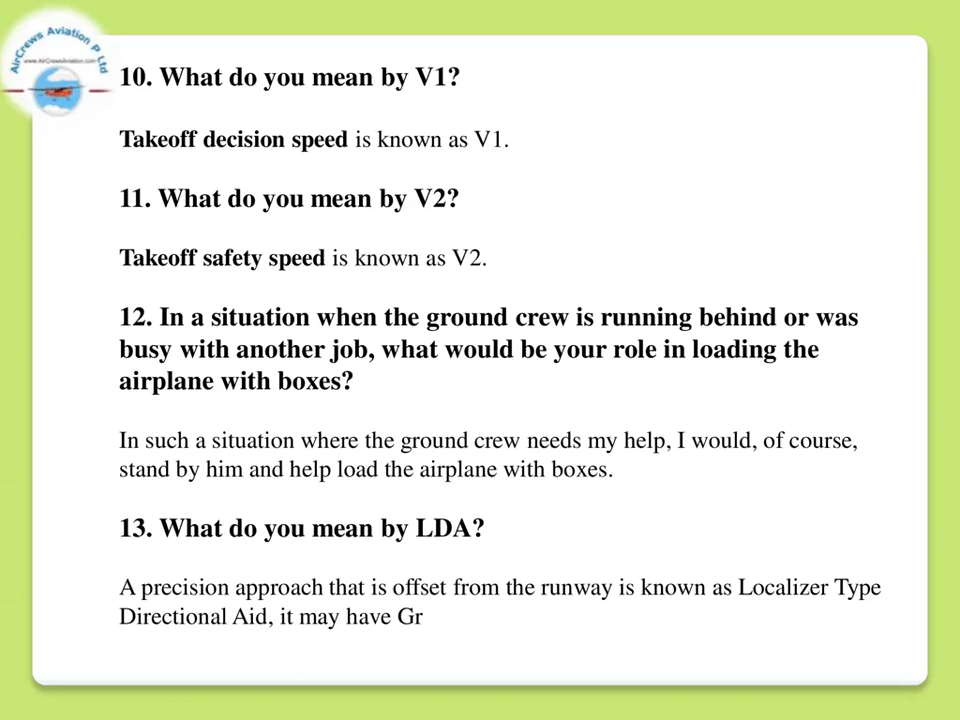 AirCrews Aviation P Ltd
www.AirCrewsAviation.com
10. What do you mean by V1?
Takeoff decision speed is known as V1.
11. What do you mean by V2?
Takeoff safety speed is known as V2.
12. In a situation when the ground crew is running behind or was
busy with another job, what would be your role in loading the
airplane with boxes?
In such a situation where the ground crew needs my help, I would, of course,
stand by him and help load the airplane with boxes.
13. What do you mean by LDA?
A precision approach that is offset from the runway is known as Localizer Type
Directional Aid, it may have Gr